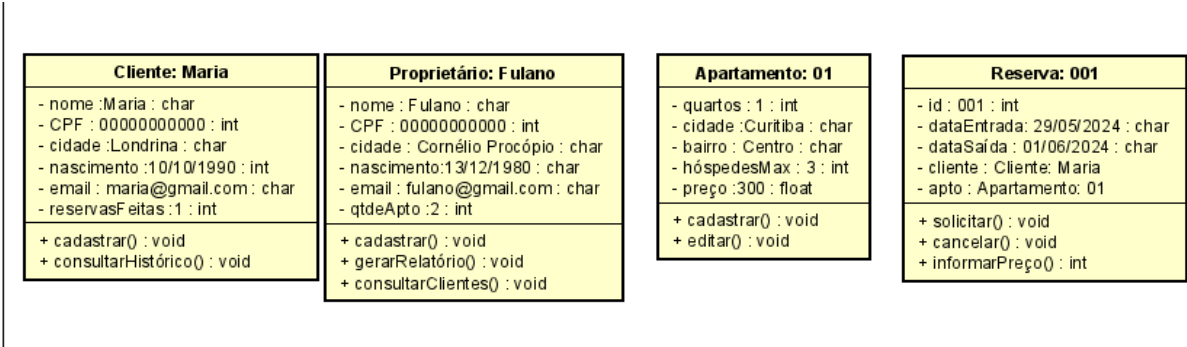 Cliente: Maria
- nome :Maria : char
- CPF : 00000000000 : int
- cidade :Londrina : char
- nascimento :10/10/1990 : int
- email : maria@gmail.com : char
- reservasFeitas :1 : int
+ cadastrar() : void
+ consultarHistórico() : void
Proprietário: Fulano
- nome : Fulano : char
- CPF : 00000000000 : int
- cidade : Cornélio Procópio : char
- nascimento:13/12/1980 : char
- email : fulano@gmail.com : char
- qtdeApto :2 : int
+ cadastrar() : void
+ gerarRelatório() : void
+ consultarClientes() : void
Apartamento: 01
- quartos : 1 : int
- cidade :Curitiba : char
- bairro : Centro : char
- hóspedesMax : 3 : int
- preço :300 : float
+ cadastrar() : void
+ editar() : void
Reserva: 001
- id : 001 : int
- dataEntrada: 29/05/2024 : char
- dataSaída : 01/06/2024 : char
- cliente : Cliente: Maria
- apto : Apartamento: 01
+ solicitar() : void
+ cancelar() : void
+ informarPreço() : int